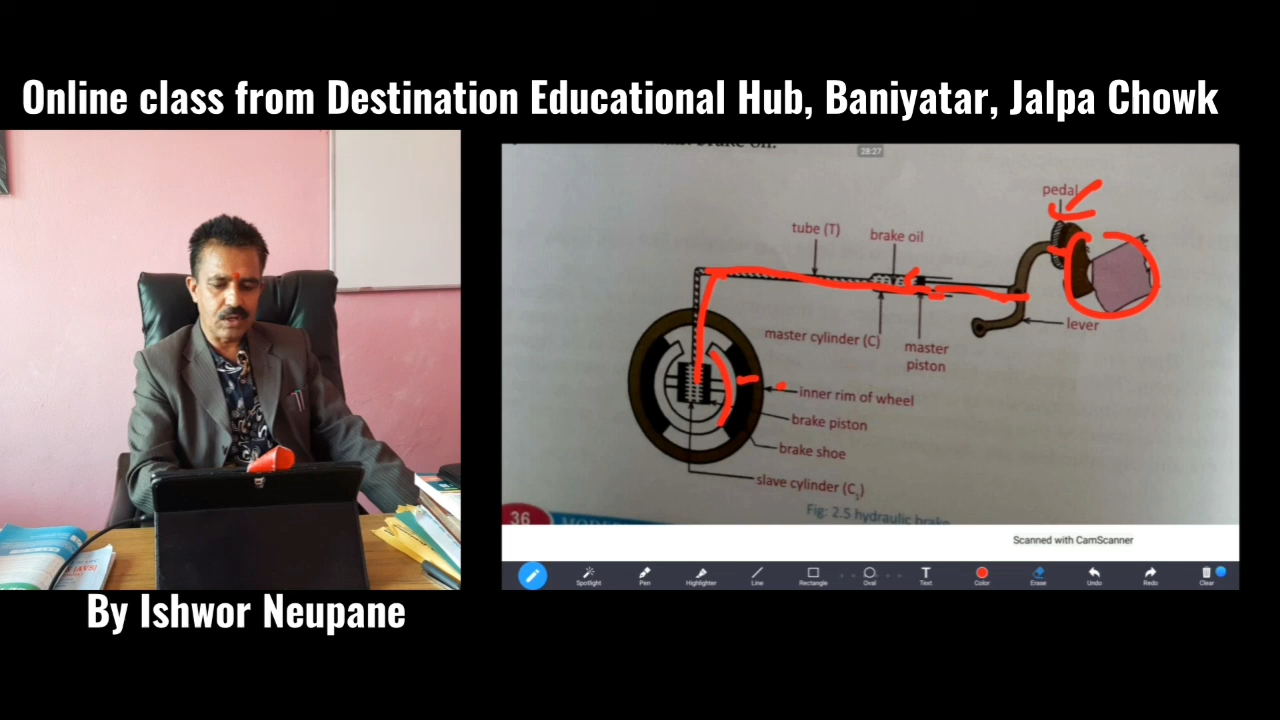 Online class from Destination Educational Hub, Baniyatar, Jalpa Chowk
brake oil.
28:27
pedal
tube (T)
brake oil
lever
master cylinder (C)
master
piston
inner rim of wheel
brake piston
brake shoe
slave cylinder (C₁)
Fig: 2.5 hydraulic brake
36
Scanned with CamScanner
Spotlight Pen Highlighter Line Rectangle Oval Text Color Erase Undo Redo Clear
By Ishwor Neupane